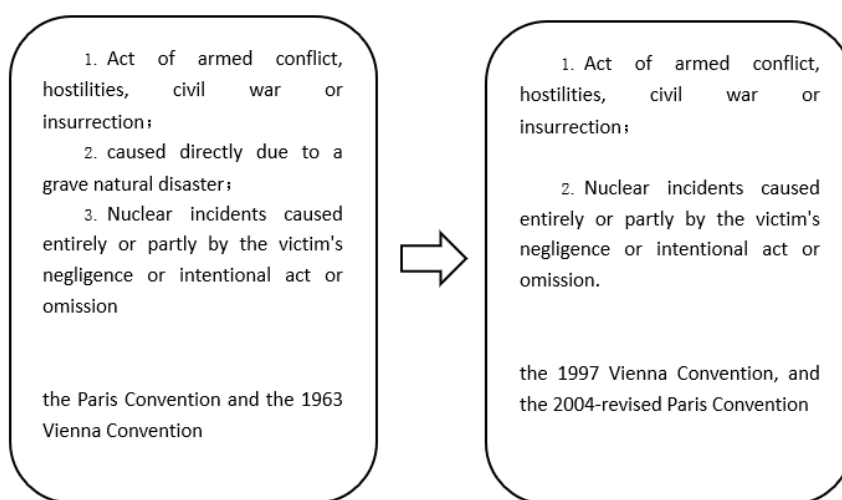 1. Act of armed conflict,
hostilities, civil war or
insurrection；
2. caused directly due to a
grave natural disaster；
3. Nuclear incidents caused
entirely or partly by the victim's
negligence or intentional act or
omission
the Paris Convention and the 1963
Vienna Convention
1. Act of armed conflict,
hostilities, civil war or
insurrection；
2. Nuclear incidents caused
entirely or partly by the victim's
negligence or intentional act or
omission.
the 1997 Vienna Convention, and
the 2004-revised Paris Convention